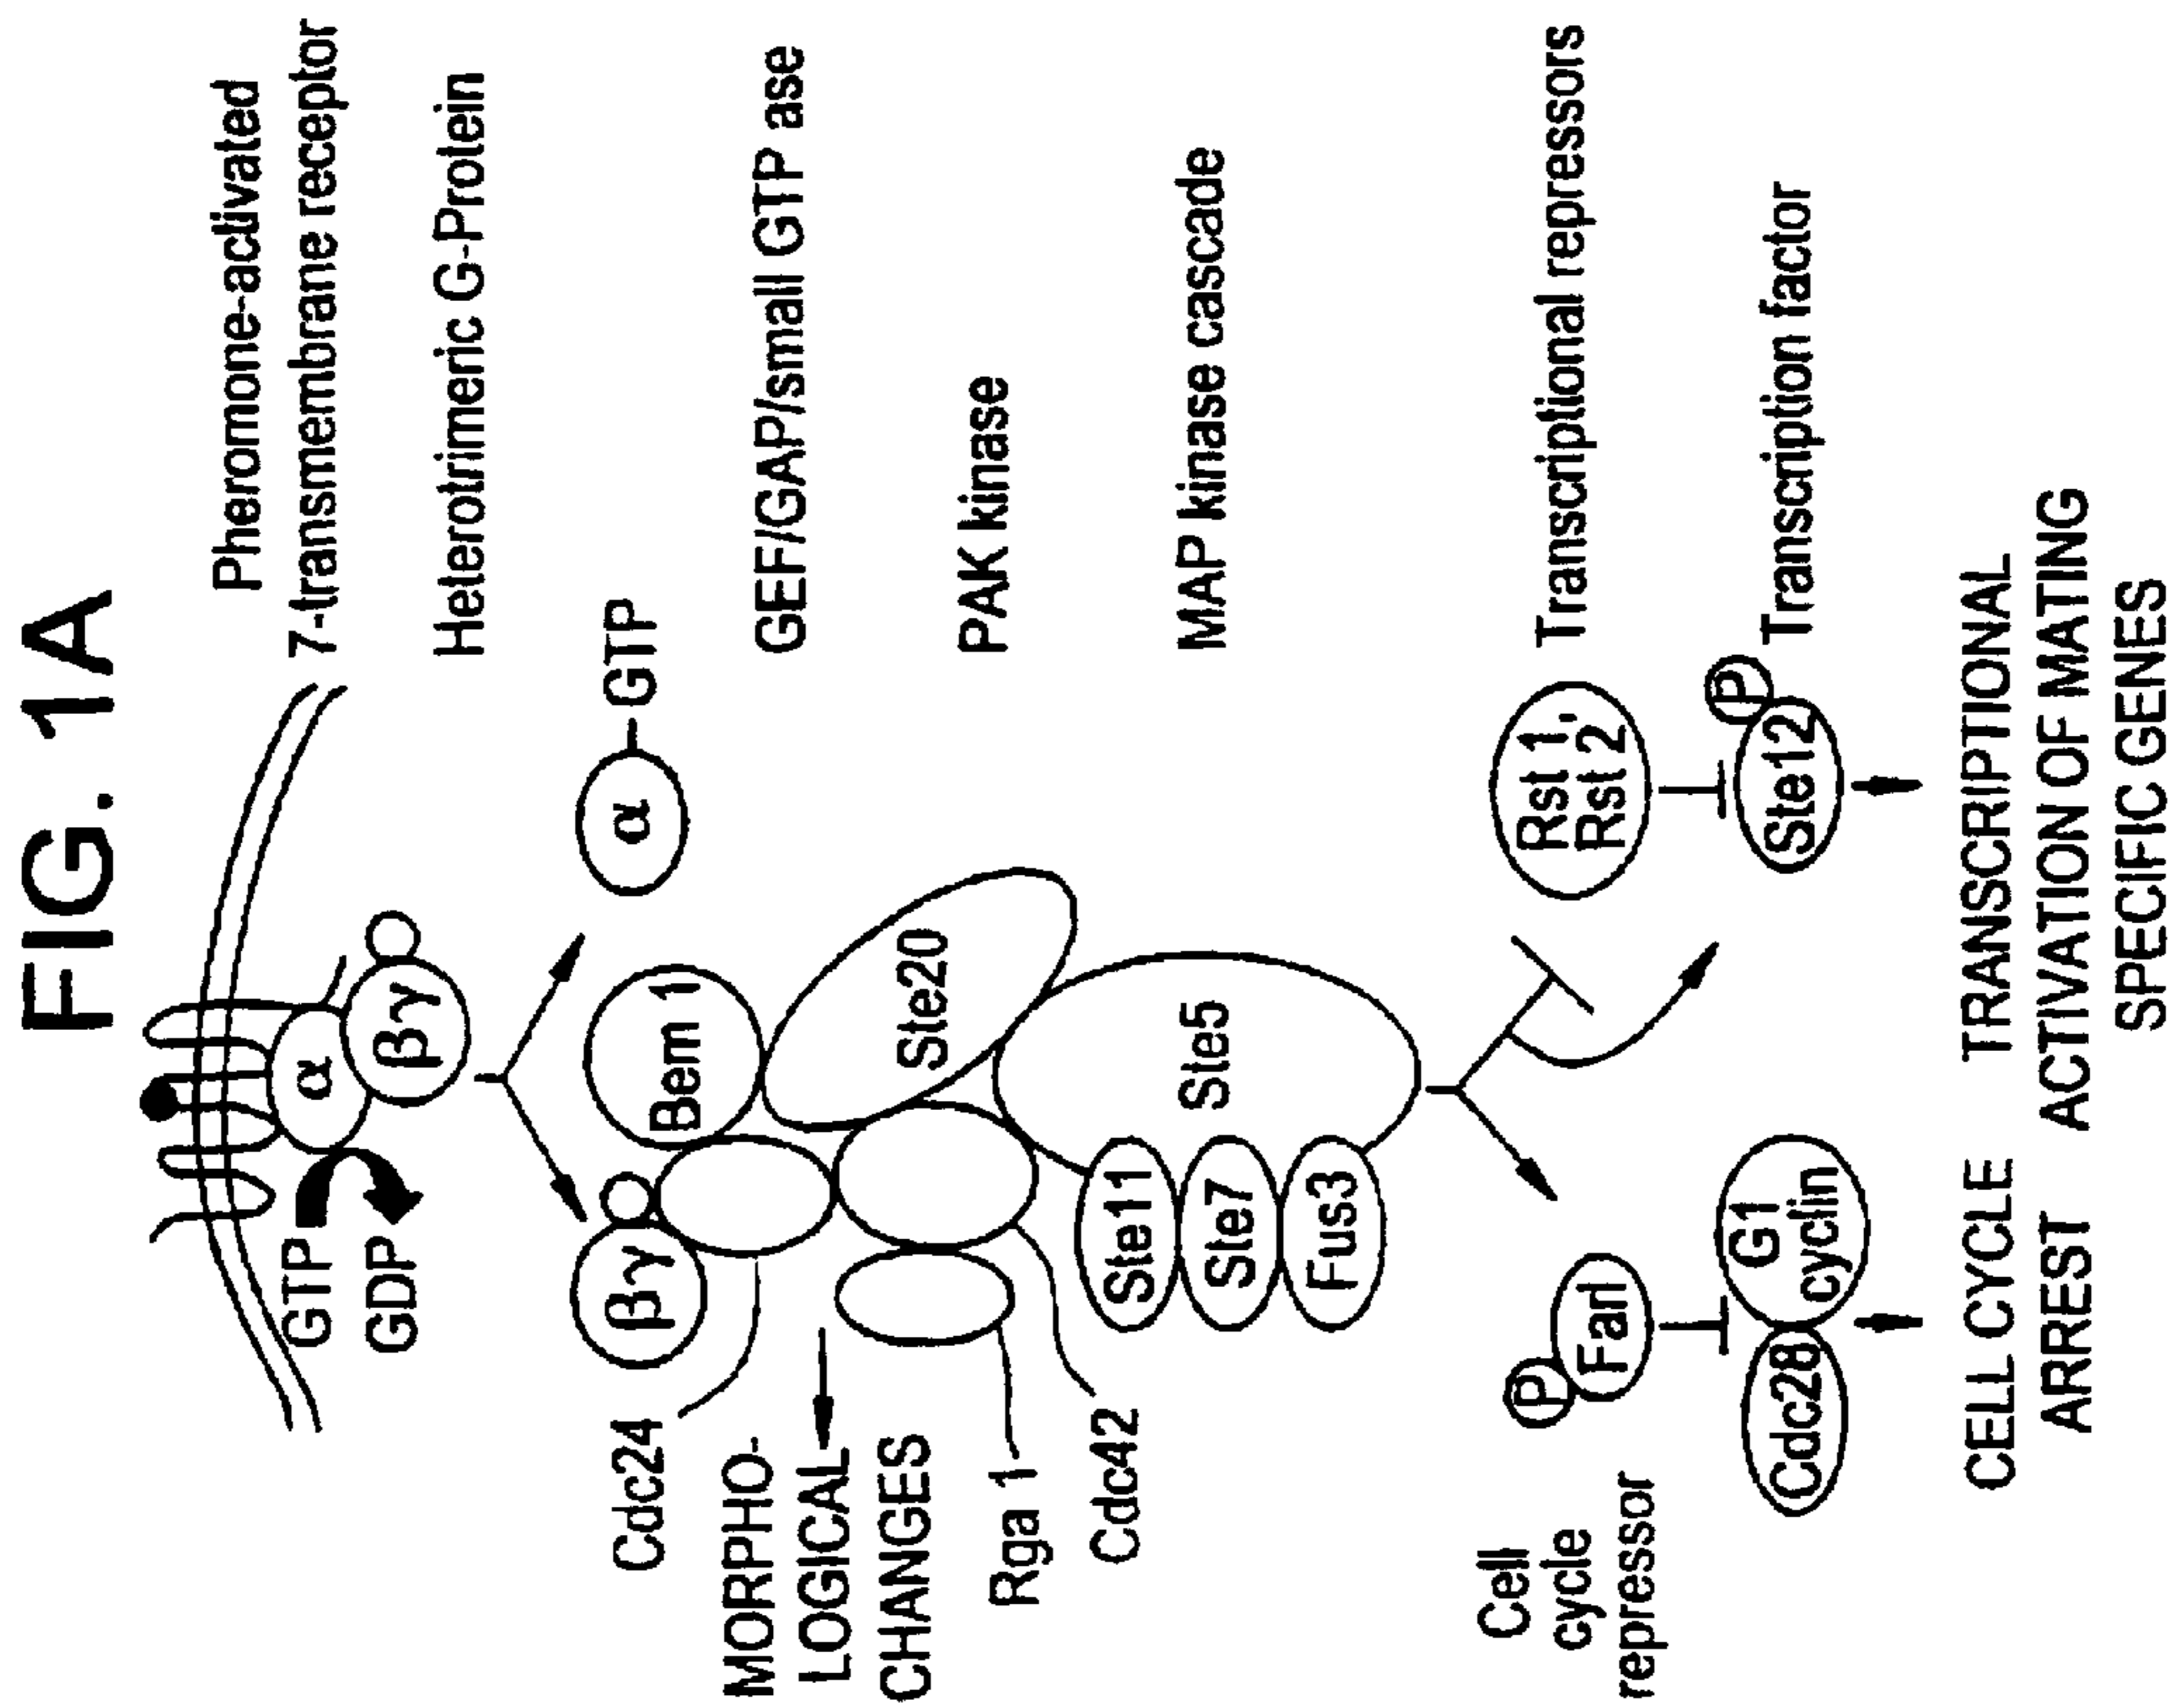 FIG. 1A
Pheromone-activated
7-transmembrane receptor
Heterotrimeric G-Protein
GTP
GDP
α
βγ
α
GTP
βγ
Bem 1
Cdc24
GEF/GAP/small GTP ase
MORPHO-
LOGICAL
CHANGES
Ste20
PAK kinase
Rga 1
Cdc42
Ste11
Ste7
Fus3
Ste5
MAP kinase cascade
Cell
cycle
repressor
P
Farl
Rst 1,
Rst 2
Transcriptional repressors
Cdc28
G1
cyclin
P
Ste12
Transcription factor
CELL CYCLE
ARREST
TRANSCRIPTIONAL
ACTIVATION OF MATING
SPECIFIC GENES